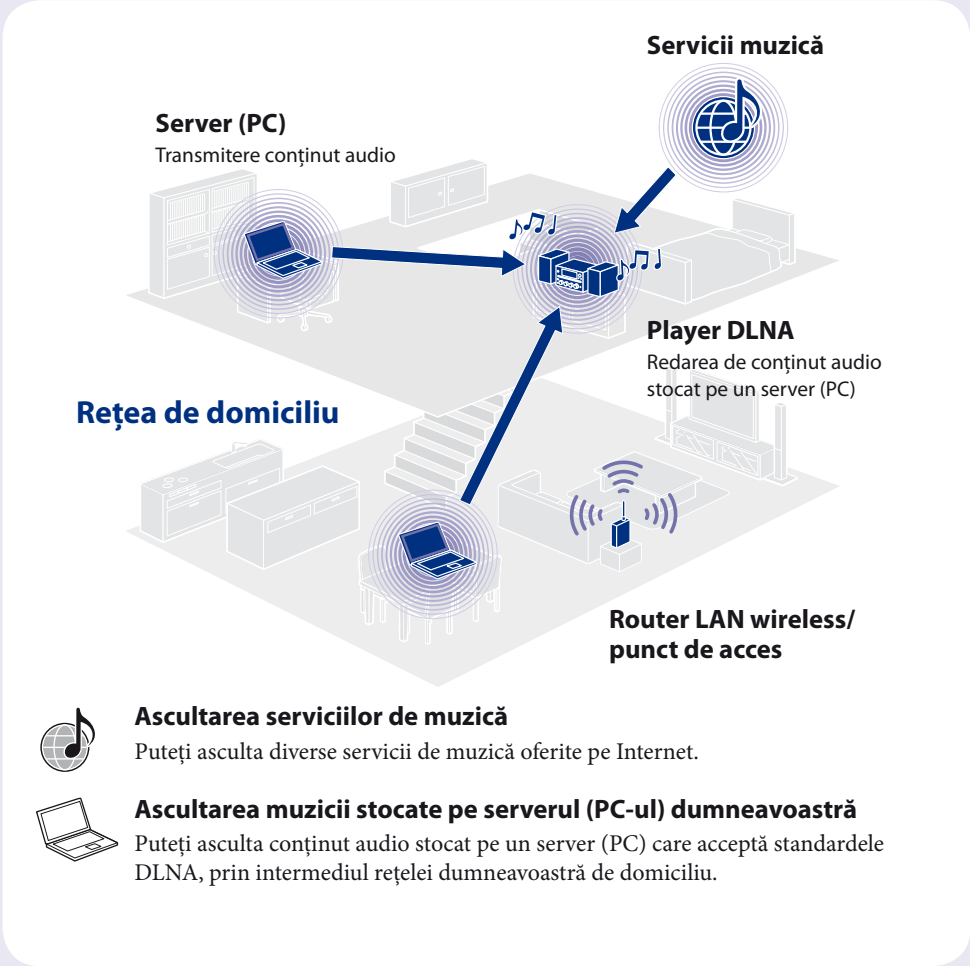 Servicii muzică
Server (PC)
Transmitere conținut audio
Player DLNA
Redarea de conținut audio
stocat pe un server (PC)
Rețea de domiciliu
Router LAN wireless/
punct de acces
Ascultarea serviciilor de muzică
Puteți asculta diverse servicii de muzică oferite pe Internet.
Ascultarea muzicii stocate pe serverul (PC-ul) dumneavoastră
Puteți asculta conținut audio stocat pe un server (PC) care acceptă standardele
DLNA, prin intermediul rețelei dumneavoastră de domiciliu.